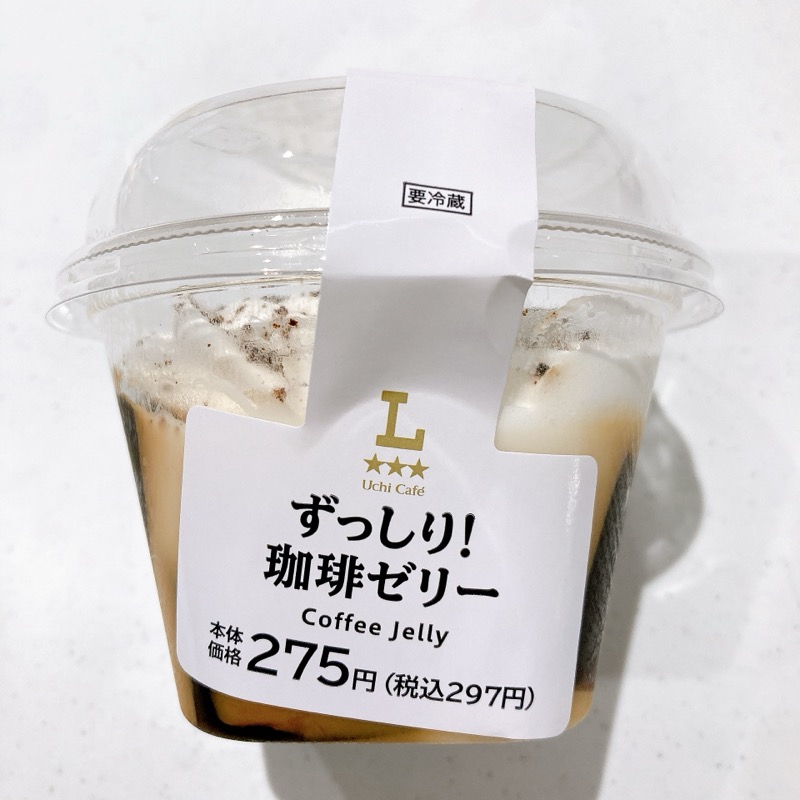 要冷蔵
L
Uchi Café
ずっしり!
珈琲ゼリー
Coffee Jelly
本体価格 275円 (税込297円)